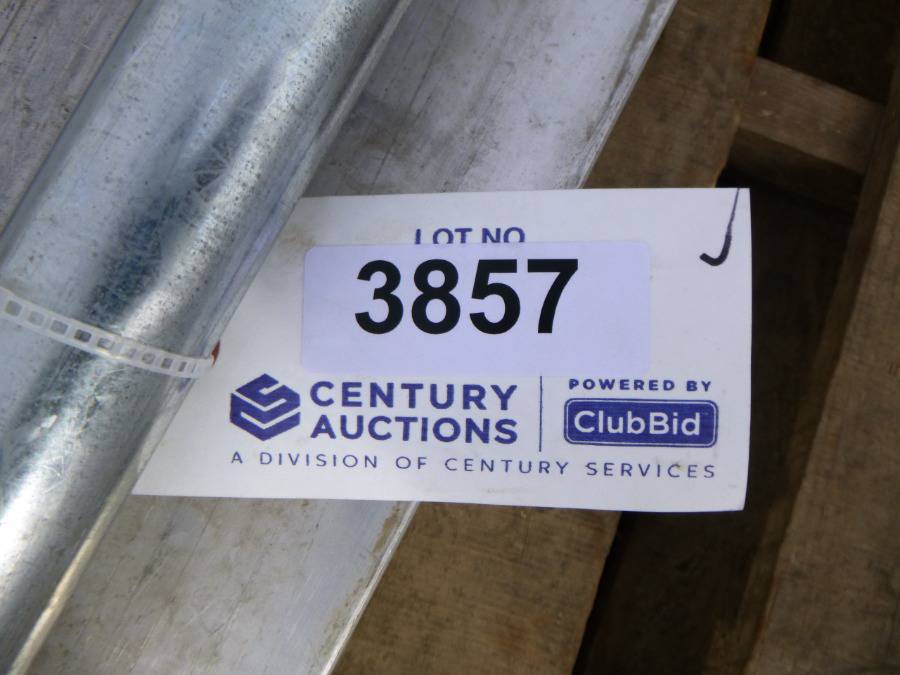 LOT NO
3857
CENTURY
AUCTIONS
POWERED BY
ClubBid
A DIVISION OF CENTURY SERVICES